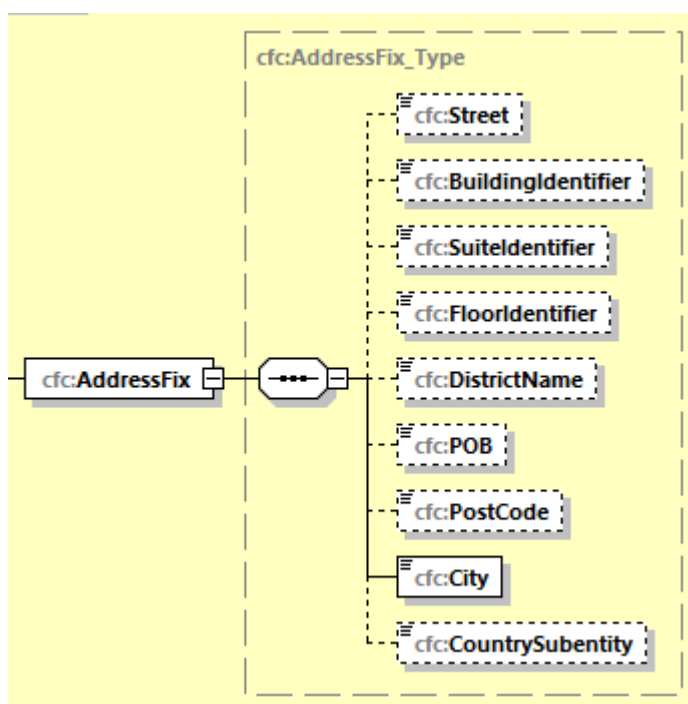 cfc:AddressFix_Type
cfc:Street
cfc:BuildingIdentifier
cfc:SuiteIdentifier
cfc:FloorIdentifier
cfc:AddressFix
cfc:DistrictName
cfc:POB
cfc:PostCode
cfc:City
cfc:CountrySubentity